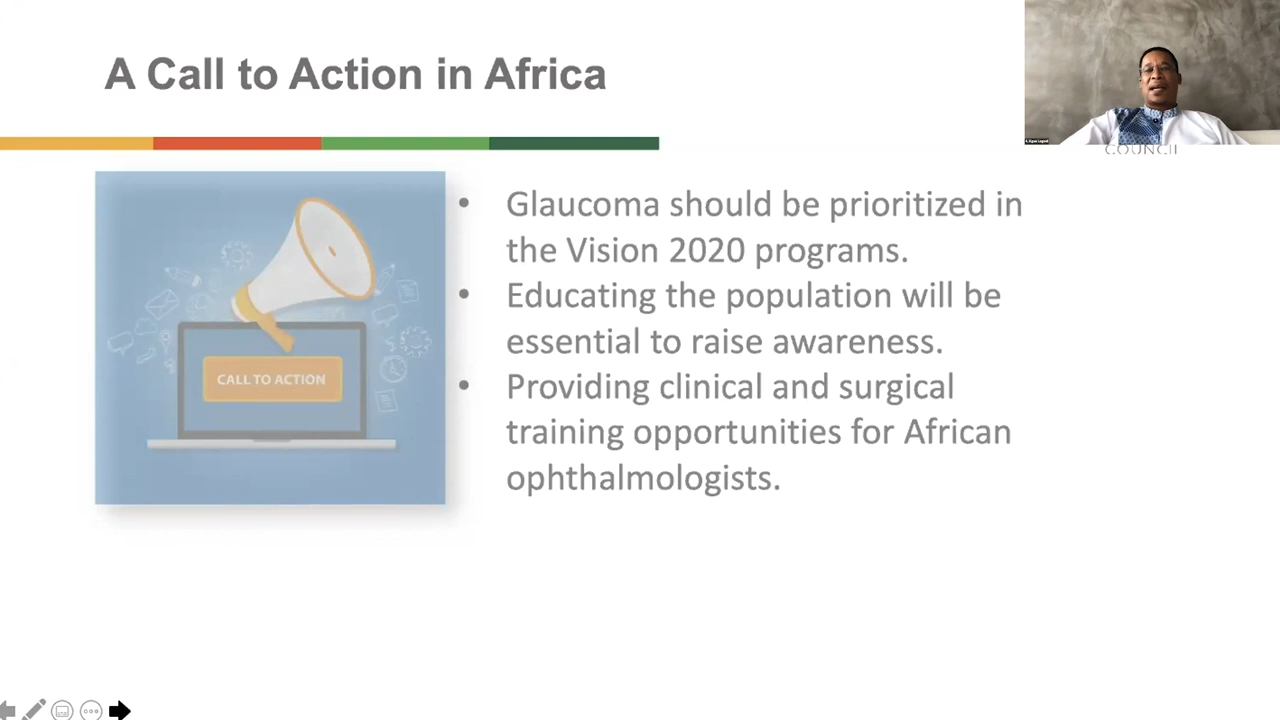 A Call to Action in Africa
COUNCIL
• Glaucoma should be prioritized in
the Vision 2020 programs.
• Educating the population will be
essential to raise awareness.
• Providing clinical and surgical
training opportunities for African
ophthalmologists.
CALL TO ACTION